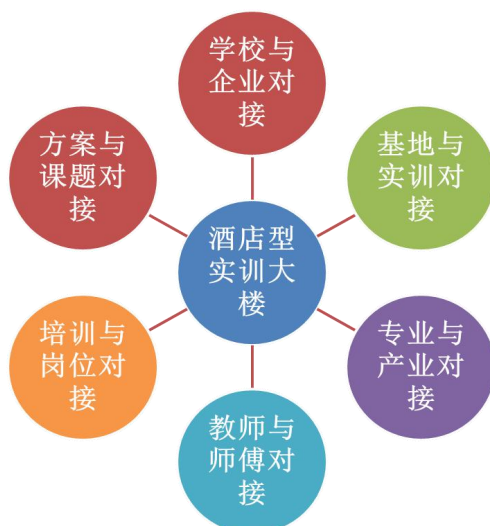 学校与
企业对
接
方案与
课题对
接
基地与
实训对
接
酒店型
实训大
楼
培训与
岗位对
接
专业与
产业对
接
教师与
师傅对
接